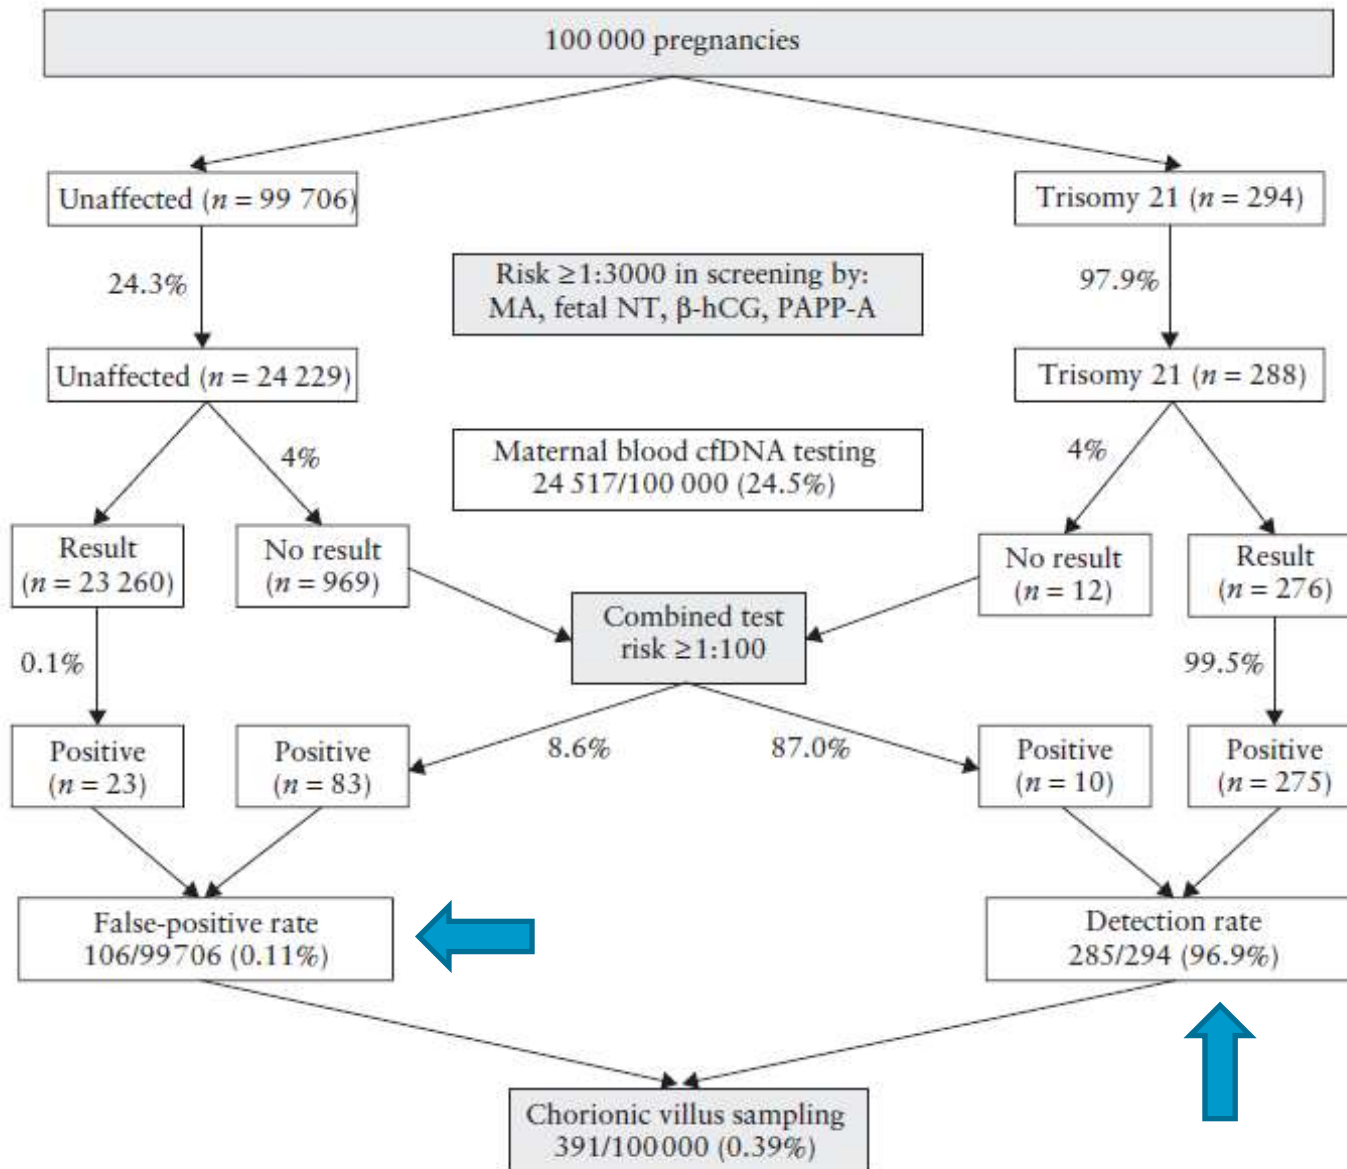 100 000 pregnancies
Unaffected (n = 99 706)
Trisomy 21 (n = 294)
24.3%
Risk ≥1:3000 in screening by:
MA, fetal NT, β-hCG, PAPP-A
97.9%
Unaffected (n = 24 229)
Trisomy 21 (n = 288)
4%
Maternal blood cfDNA testing
24 517/100 000 (24.5%)
4%
Result
(n = 23 260)
No result
(n = 969)
No result
(n = 12)
Result
(n = 276)
Combined test
risk ≥1:100
0.1%
99.5%
8.6%
87.0%
Positive
(n = 23)
Positive
(n = 83)
Positive
(n = 10)
Positive
(n = 275)
False-positive rate
106/99 706 (0.11%)
Detection rate
285/294 (96.9%)
Chorionic villus sampling
391/100 000 (0.39%)